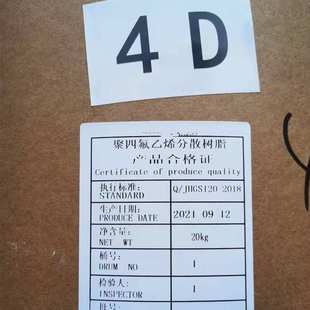 4 D
聚四氟乙烯分散树脂
产品合格证
Certificate of produce quality
执行标准:
STANDARD
Q/JHGS120-2018
生产日期:
PRODUCE DATE
2021 09 12
净含量:
NET WT
20kg
桶号:
DRUM NO
1
检验人:
INSPECTOR
1
批号: